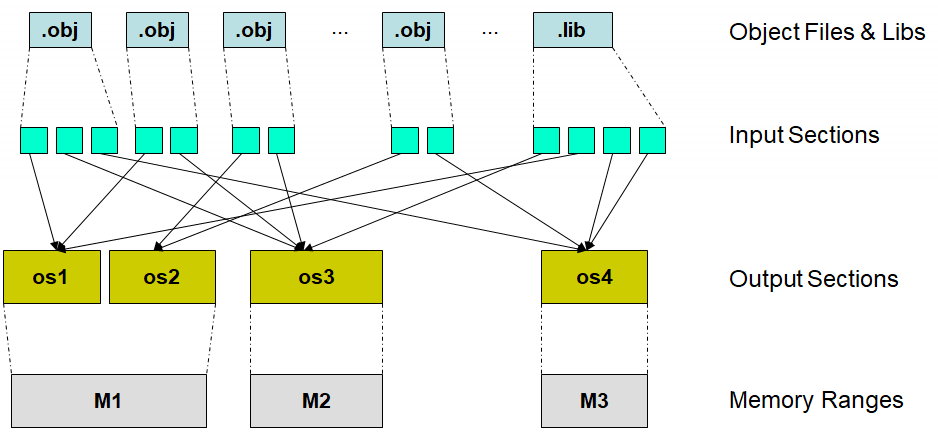 .obj .obj .obj ... .obj ... .lib Object Files & Libs
Input Sections
os1 os2 os3 os4 Output Sections
M1 M2 M3 Memory Ranges